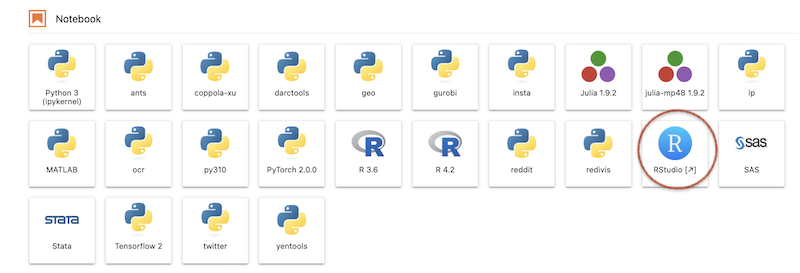 Notebook
Python 3
(ipykernel)
ants
coppola-xu
darctools
geo
gurobi
insta
Julia 1.9.2
julia-mp48 1.9.2
lp
MATLAB
ocr
py310
PyTorch 2.0.0
R
R 3.6
R
R 4.2
reddit
redivis
R
RStudio [↗]
sas
SAS
STATA
Stata
Tensorflow 2
twitter
yentools